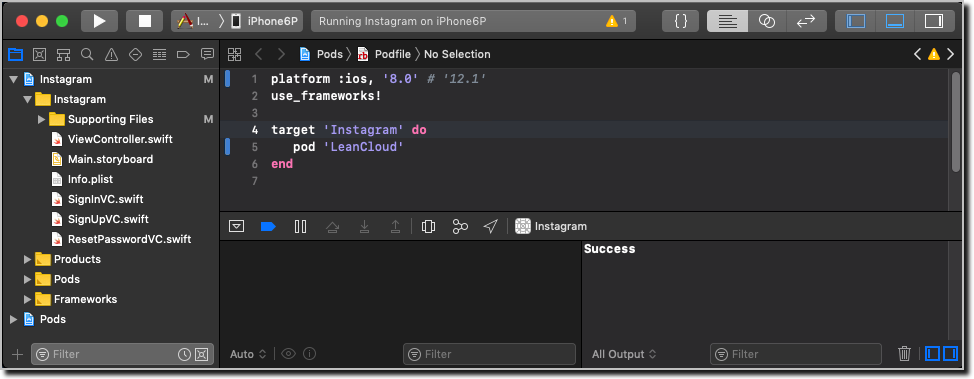 I... 〉 iPhone6P
Running Instagram on iPhone6P
1
Pods 〉 Podfile 〉 No Selection
Instagram M
Instagram
Supporting Files M
ViewController.swift
Main.storyboard
Info.plist
SignInVC.swift
SignUpVC.swift
ResetPasswordVC.swift
Products
Pods
Frameworks
Pods
Filter
1 platform :ios, '8.0' # '12.1'
2 use_frameworks!
3
4 target 'Instagram' do
5 pod 'LeanCloud'
6 end
7
Instagram
Success
Auto
Filter
All Output
Filter